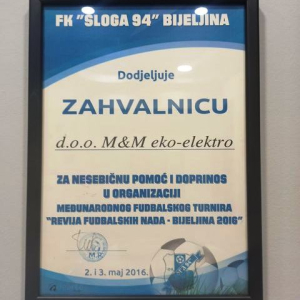 FK "SLOGA 94" BIJELJINA
Dodjeljuje
ZAHVALNICU
d.o.o. M&M eko-elektro
ZA NESEBIČNU POMOĆ I DOPRINOS
U ORGANIZACIJI
MEĐUNARODNOG FUDBALSKOG TURNIRA
"REVIJA FUDBALSKIH NADA - BIJELJINA 2016"
2. i 3. maj 2016.